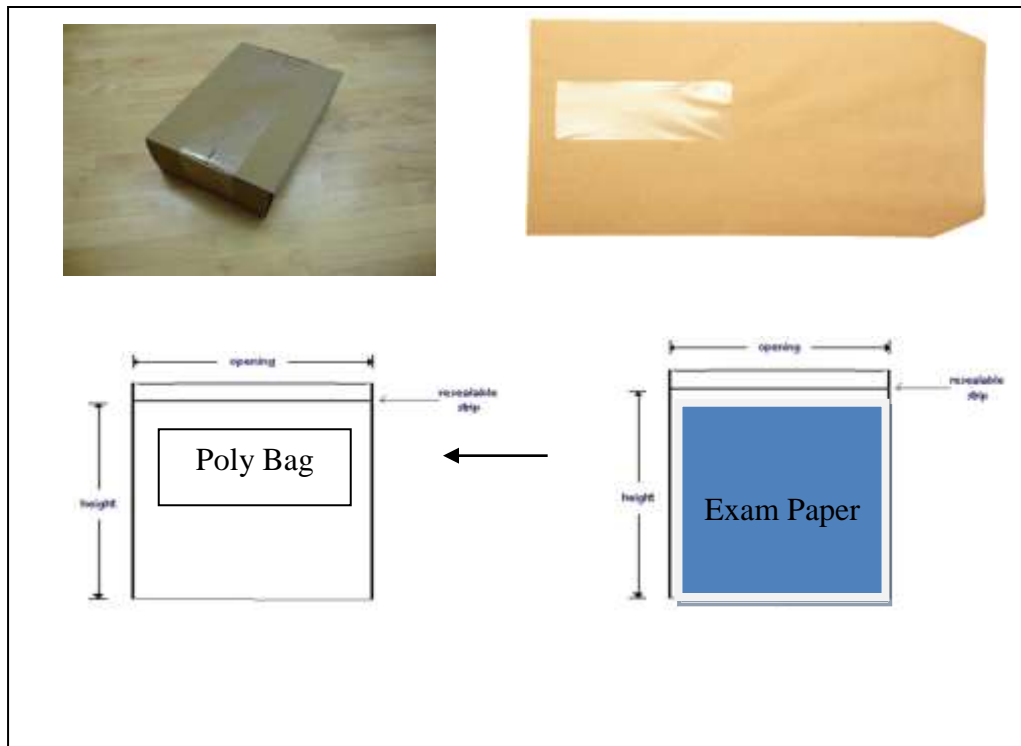 opening
resealable
strip
Poly Bag
height
opening
resealable
strip
height
Exam Paper